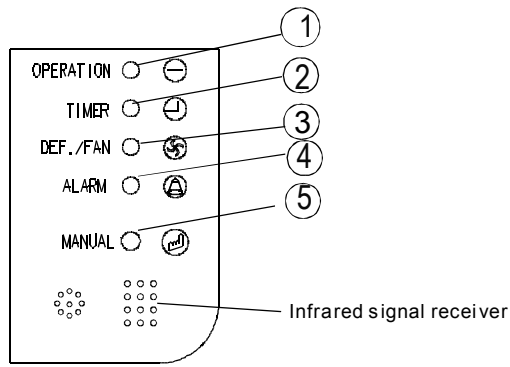 1
OPERATION
2
TIMER
3
DEF./FAN
4
ALARM
5
MANUAL
Infrared signal receiver